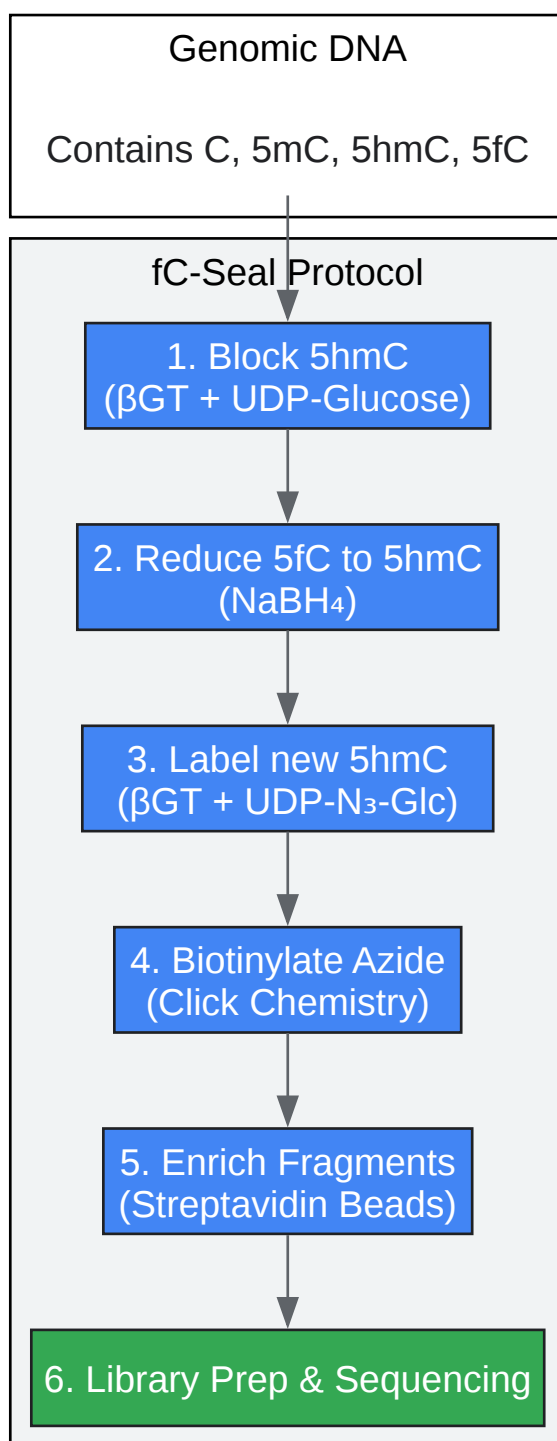 Genomic DNA
Contains C, 5mC, 5hmC, 5fC
fC-Seal Protocol
1. Block 5hmC
(βGT + UDP-Glucose)
2. Reduce 5fC to 5hmC
(NaBH₄)
3. Label new 5hmC
(βGT + UDP-N₃-Glc)
4. Biotinylate Azide
(Click Chemistry)
5. Enrich Fragments
(Streptavidin Beads)
6. Library Prep & Sequencing